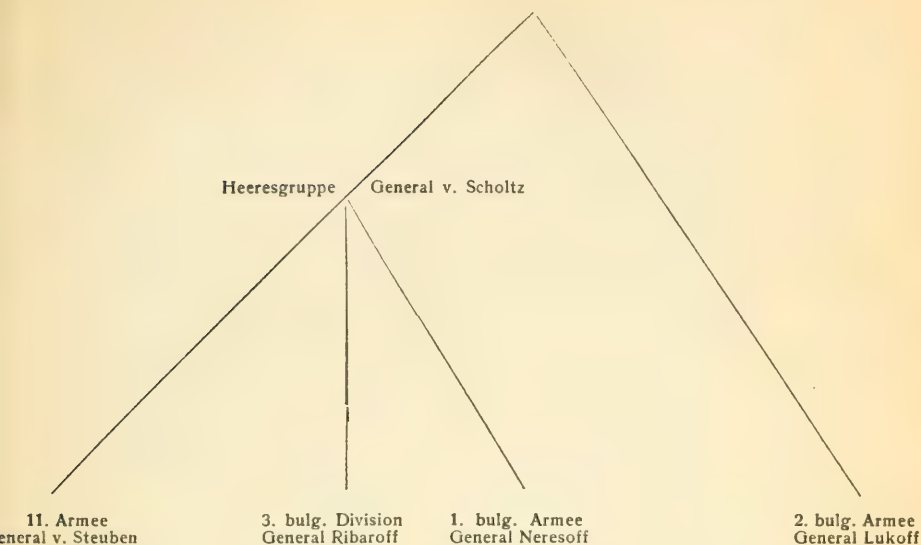 Heeresgruppe General v. Scholtz
11. Armee
eneral v. Steuben
3. bulg. Division
General Ribaroff
1. bulg. Armee
General Neresoff
2. bulg. Armee
General Lukoff